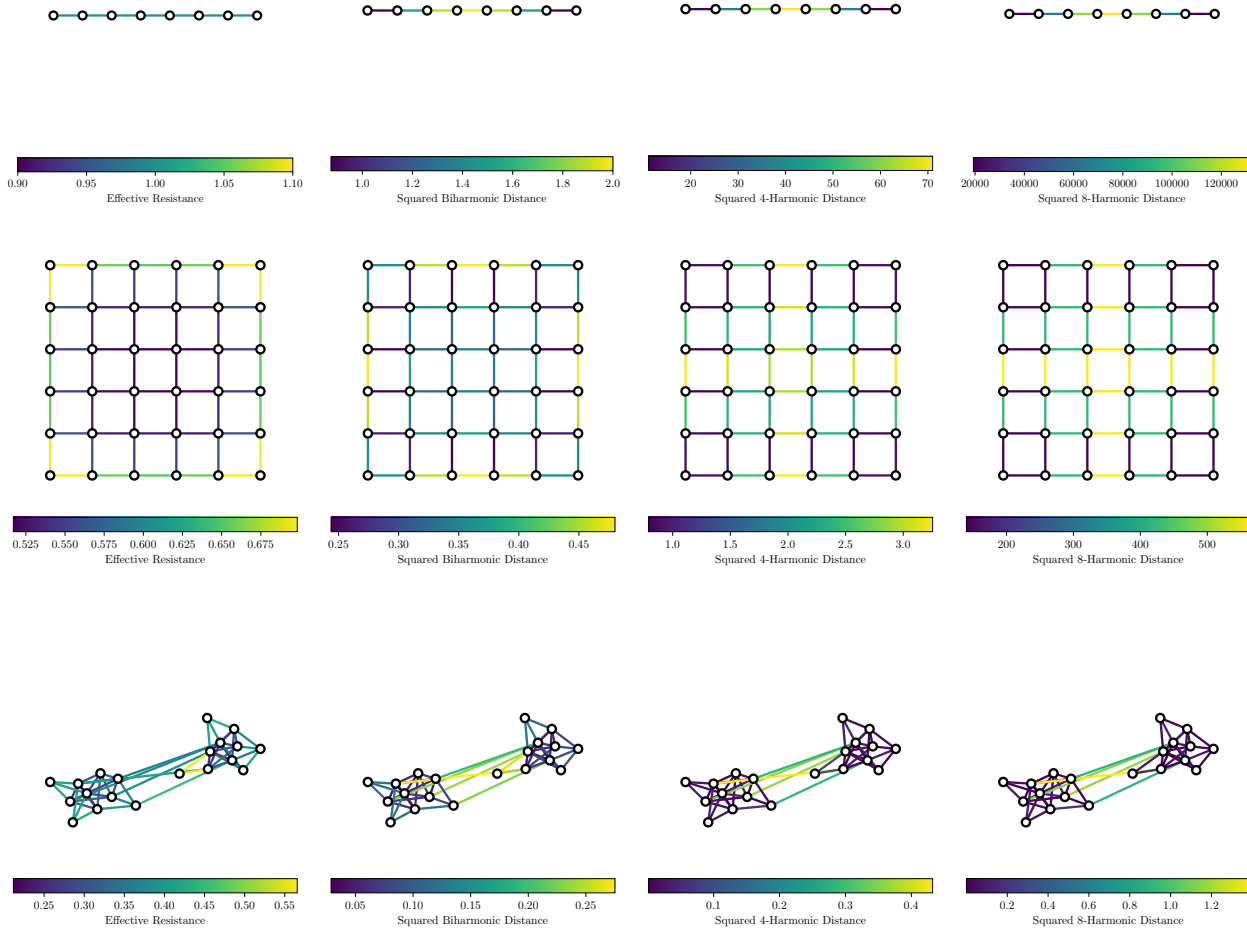 0.90 0.95 1.00 1.05 1.10
Effective Resistance
1.0 1.2 1.4 1.6 1.8 2.0
Squared Biharmonic Distance
20 30 40 50 60 70
Squared 4-Harmonic Distance
20000 40000 60000 80000 100000 120000
Squared 8-Harmonic Distance
0.525 0.550 0.575 0.600 0.625 0.650 0.675
Effective Resistance
0.25 0.30 0.35 0.40 0.45
Squared Biharmonic Distance
1.0 1.5 2.0 2.5 3.0
Squared 4-Harmonic Distance
200 300 400 500
Squared 8-Harmonic Distance
0.25 0.30 0.35 0.40 0.45 0.50 0.55
Effective Resistance
0.05 0.10 0.15 0.20 0.25
Squared Biharmonic Distance
0.1 0.2 0.3 0.4
Squared 4-Harmonic Distance
0.2 0.4 0.6 0.8 1.0 1.2
Squared 8-Harmonic Distance